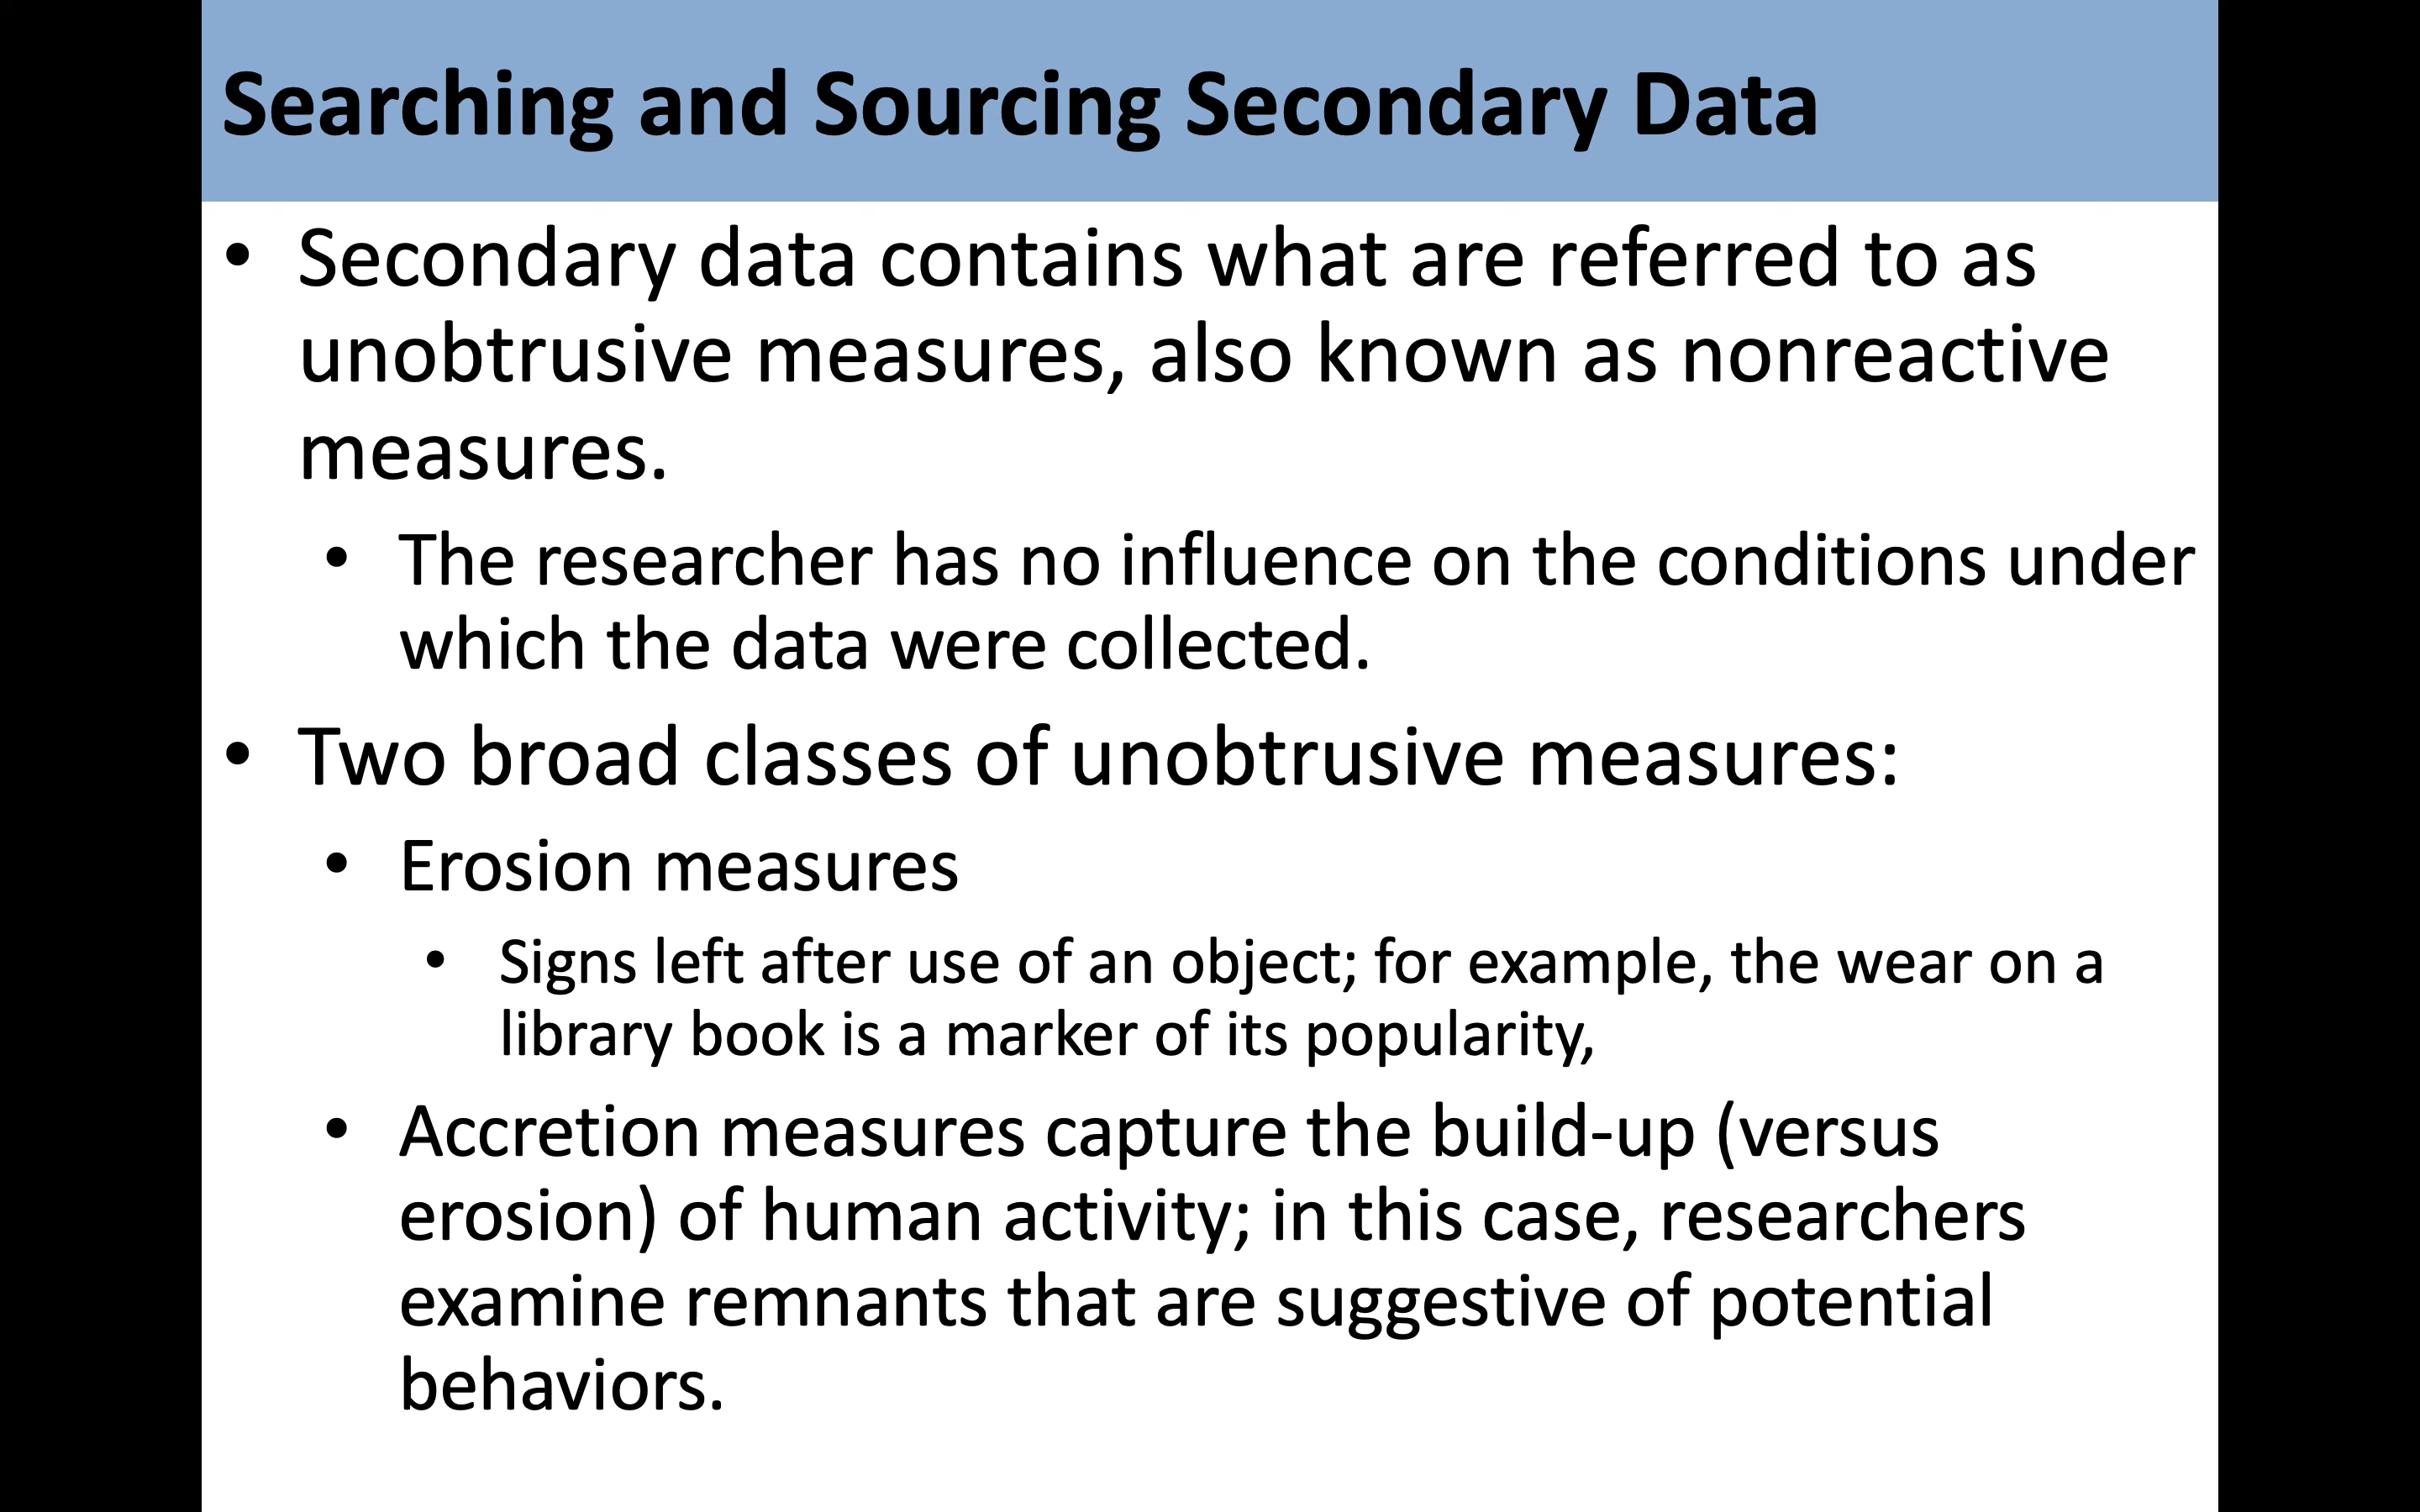 Searching and Sourcing Secondary Data
• Secondary data contains what are referred to as
unobtrusive measures, also known as nonreactive
measures.
• The researcher has no influence on the conditions under
which the data were collected.
• Two broad classes of unobtrusive measures:
• Erosion measures
• Signs left after use of an object; for example, the wear on a
library book is a marker of its popularity,
• Accretion measures capture the build-up (versus
erosion) of human activity; in this case, researchers
examine remnants that are suggestive of potential
behaviors.